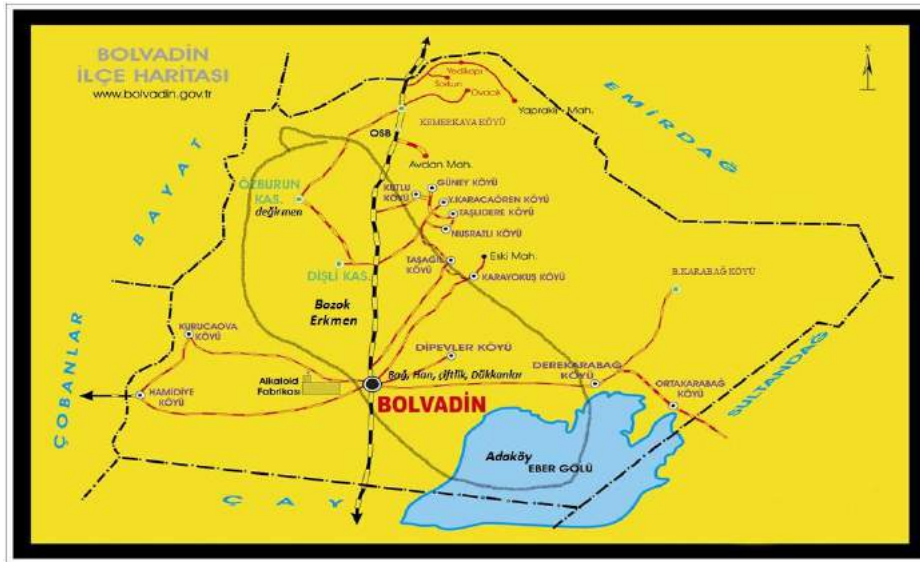 BOLVADİN
İLÇE HARİTASI
www.bolvadin.gov.tr
N
EMİRDAĞ
BAYAT
ÇOBANLAR
ÇAY
SULTANDAĞ
Yedikapı
Sortun
Ovacık
Yapraklı Mah.
KEMERKAYA KÖYÜ
OSB
Avdan Mah.
ÖZBURUN
KAS.
değirmen
KUTLU
KÖYÜ
GÜNEY KÖYÜ
Y.KARACAÖREN KÖYÜ
TAŞLIDERE KÖYÜ
NUSRATLI KÖYÜ
TAŞAĞIL
KÖYÜ
Eski Mah.
KARAYOKUŞ KÖYÜ
DİŞLİ KAS.
B.KARABAĞ KÖYÜ
Bozok
Erkmen
KURUCAOVA
KÖYÜ
DİPEVLER KÖYÜ
Bağ, Han, çiftlik, Dükkanlar
Alkaloid
Fabrikası
HAMİDİYE
KÖYÜ
BOLVADİN
DEREKARABAĞ
KÖYÜ
ORTAKARABAĞ
KÖYÜ
Adaköy
EBER GÖLÜ